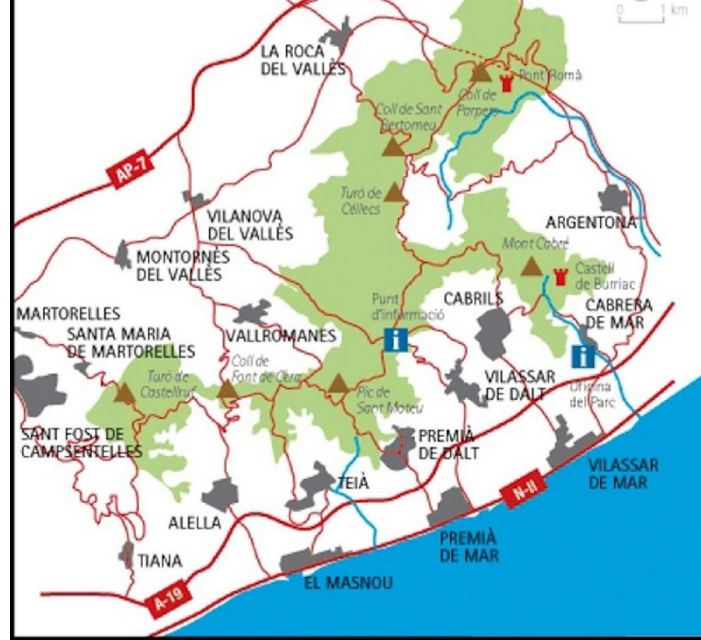 0 1 km
LA ROCA
DEL VALLÈS
Pont Romà
Coll de
Parpers
Coll de Sant
Bertomeu
AP-7
Turó de
Céllecs
VILANOVA
DEL VALLÈS
ARGENTONA
MONTORNÈS
DEL VALLÈS
Mont Cabré
Castell
de Burriac
MARTORELLES
Punt
d'informació
CABRILS
CABRERA
DE MAR
SANTA MARIA
DE MARTORELLES
VALLROMANES
i
i
Turó de
Castellruf
Coll de
Font de Cera
Pic de
Sant Mateu
VILASSAR
DE DALT
Oficina
del Parc
SANT FOST DE
CAMPSENTELLES
PREMIÀ
DE DALT
VILASSAR
DE MAR
TEIÀ
N-II
ALELLA
PREMIÀ
DE MAR
TIANA
EL MASNOU
A-19